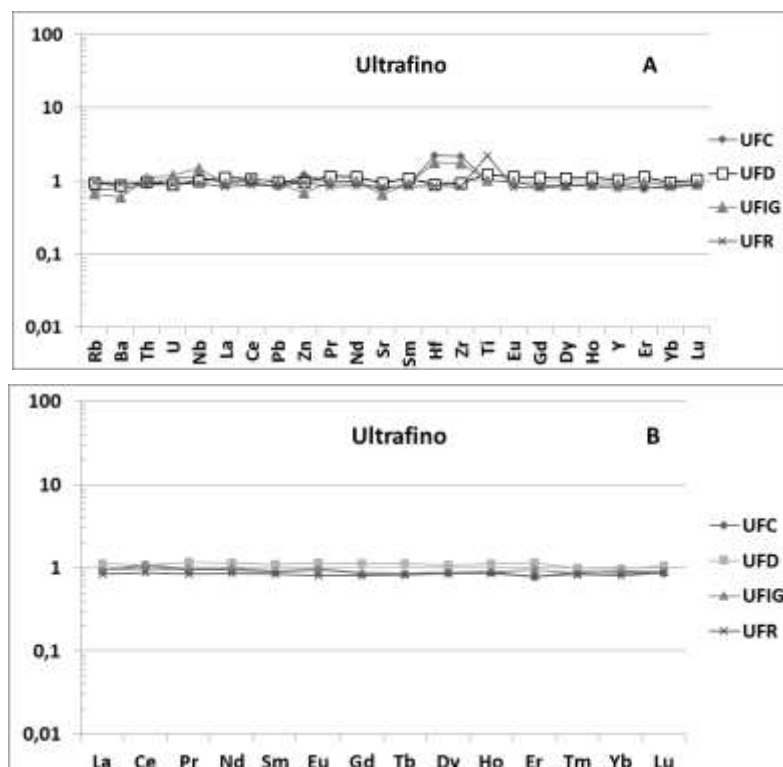 100
Ultrafino A
10
UFC
UFD
1
UFIG
UFR
0,1
0,01
Rb Ba Th U Nb La Ce Pb Zn Pr Nd Sr Sm Hf Zr Ti Eu Gd Dy Ho Y Er Yb Lu
100
Ultrafino B
10
UFC
UFD
1
UFIG
UFR
0,1
0,01
La Ce Pr Nd Sm Eu Gd Tb Dy Ho Er Tm Yb Lu